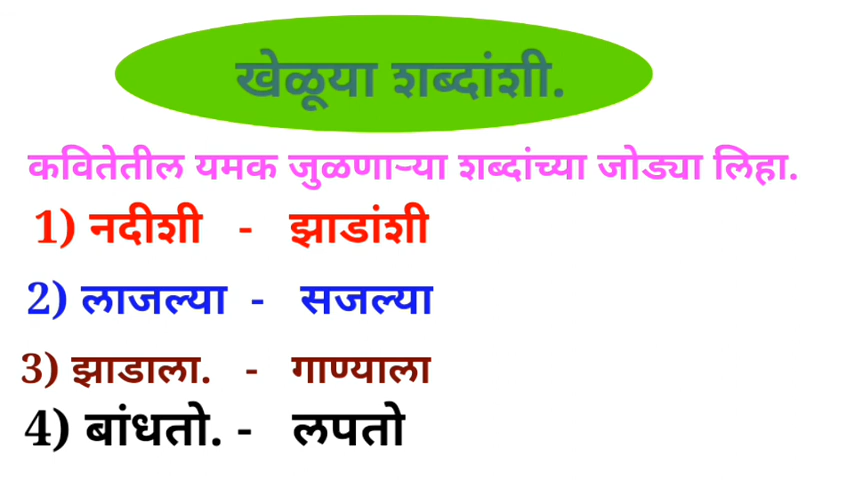 खेळूया शब्दांशी.
कवितेतील यमक जुळणाऱ्या शब्दांच्या जोड्या लिहा.
1) नदीशी - झाडांशी
2) लाजल्या - सजल्या
3) झाडाला. - गाण्याला
4) बांधतो. - लपतो